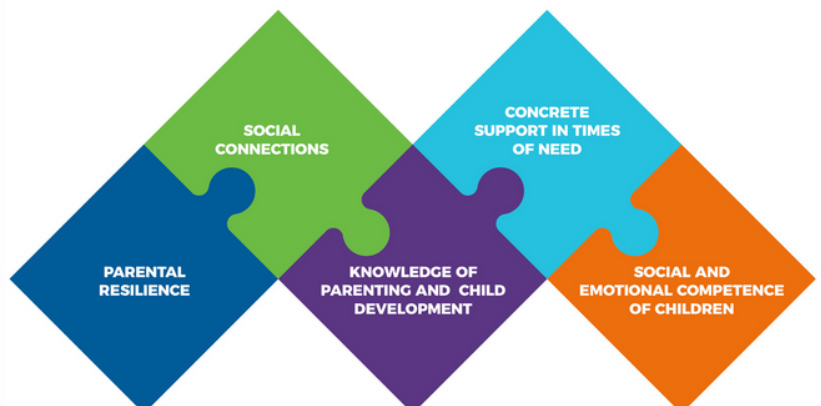 SOCIAL
CONNECTIONS
CONCRETE
SUPPORT IN TIMES
OF NEED
PARENTAL
RESILIENCE
KNOWLEDGE OF
PARENTING AND CHILD
DEVELOPMENT
SOCIAL AND
EMOTIONAL COMPETENCE
OF CHILDREN